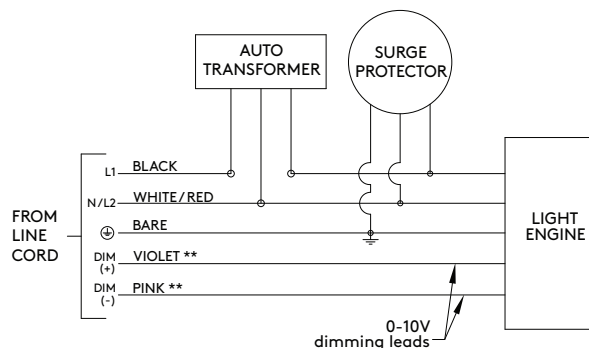 AUTO
TRANSFORMER
SURGE
PROTECTOR
L1 BLACK
N/L2 WHITE/RED
BARE
DIM
(+)
VIOLET **
DIM
(-)
PINK **
FROM
LINE
CORD
LIGHT
ENGINE
0-10V
dimming leads